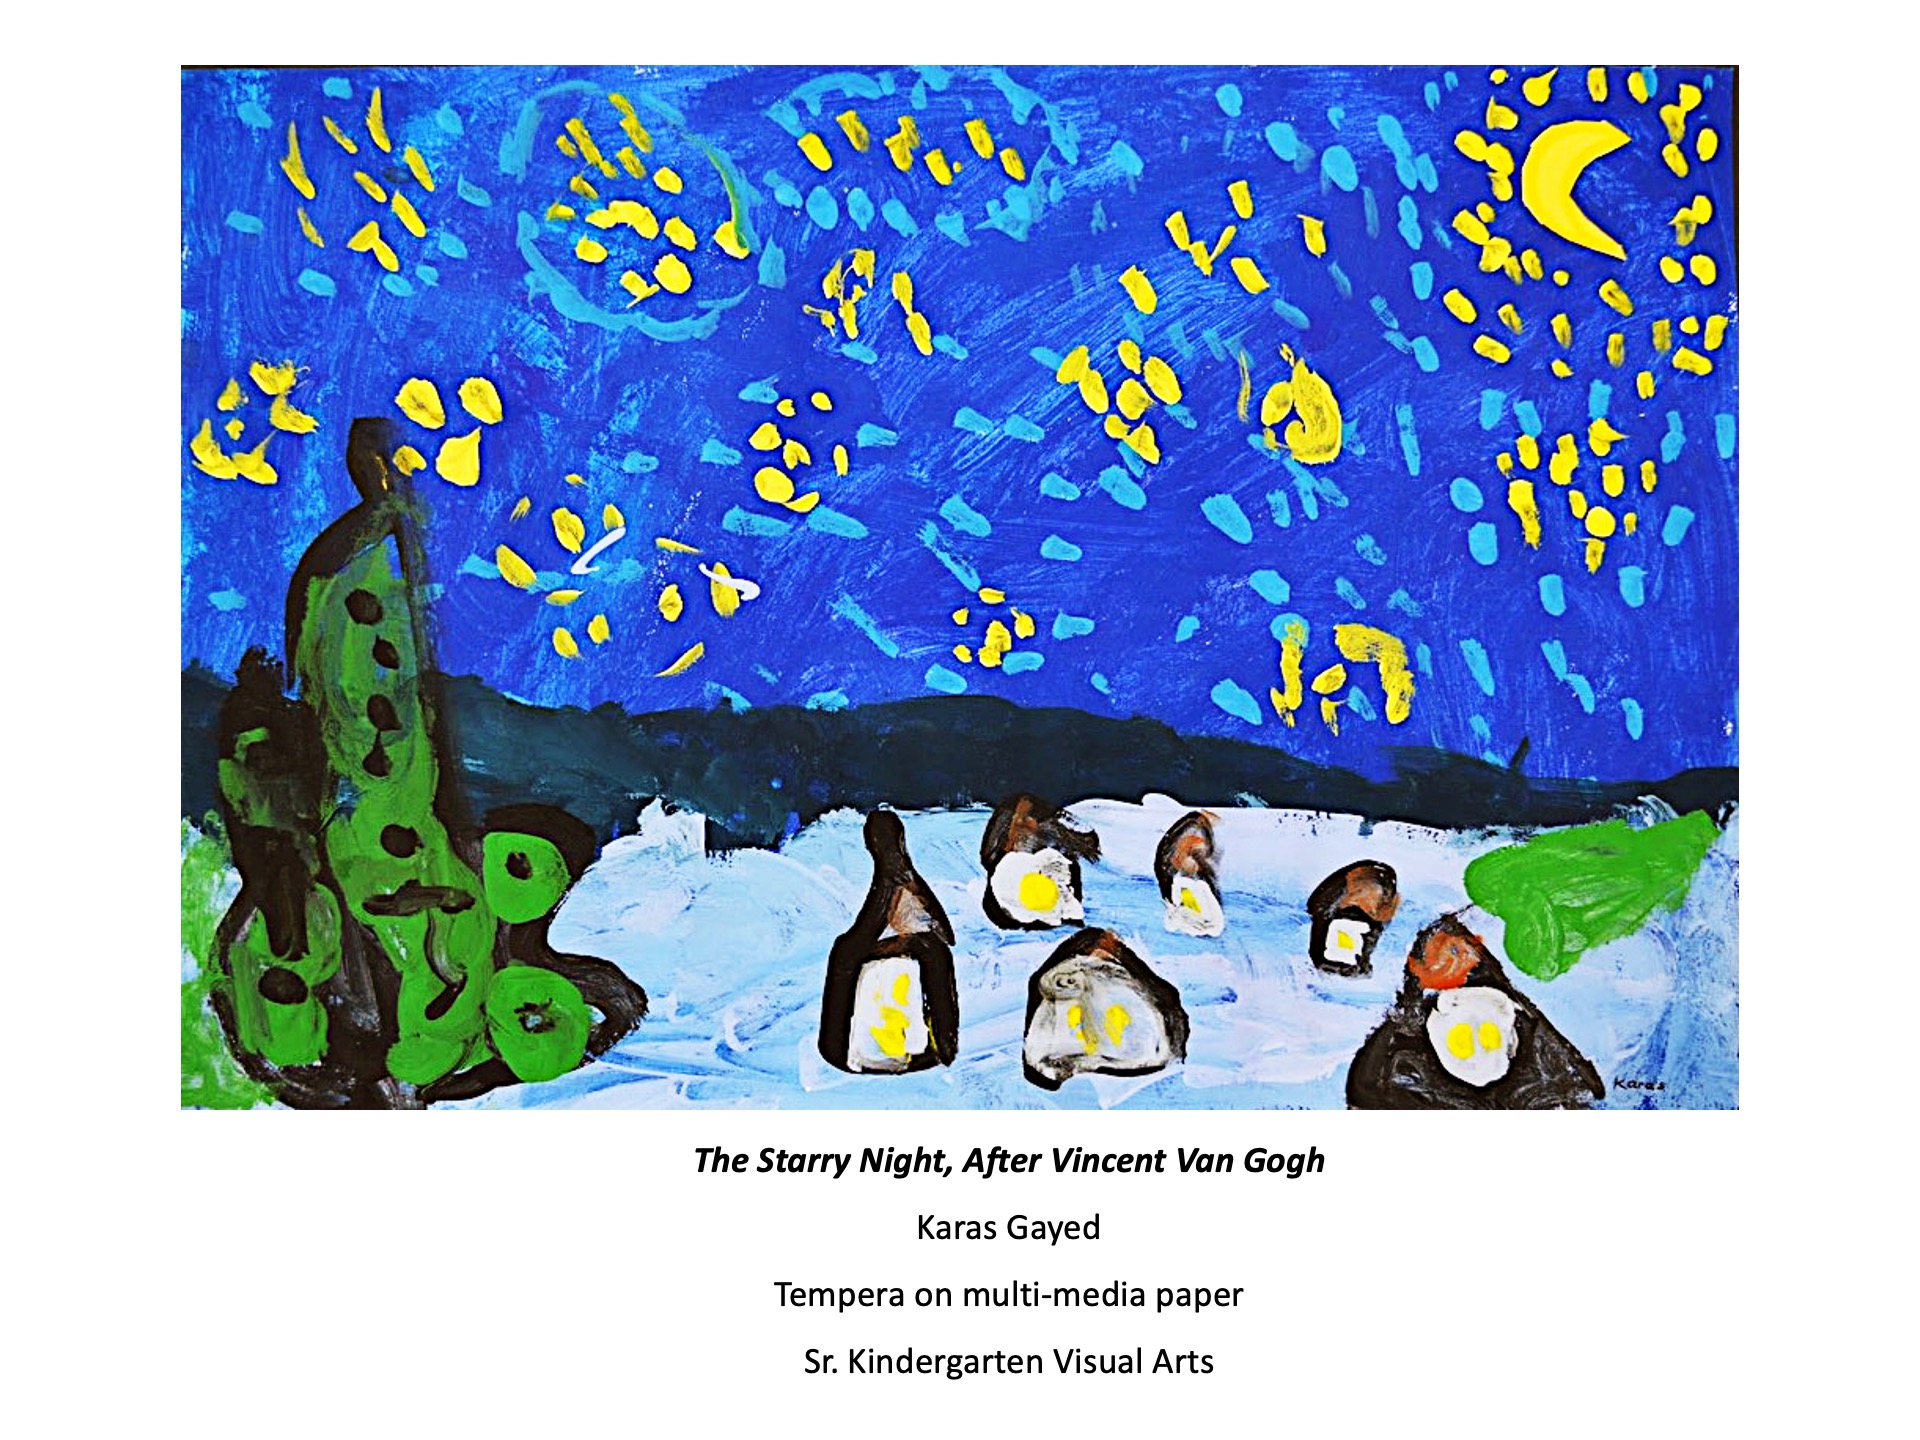 Karas
The Starry Night, After Vincent Van Gogh
Karas Gayed
Tempera on multi-media paper
Sr. Kindergarten Visual Arts